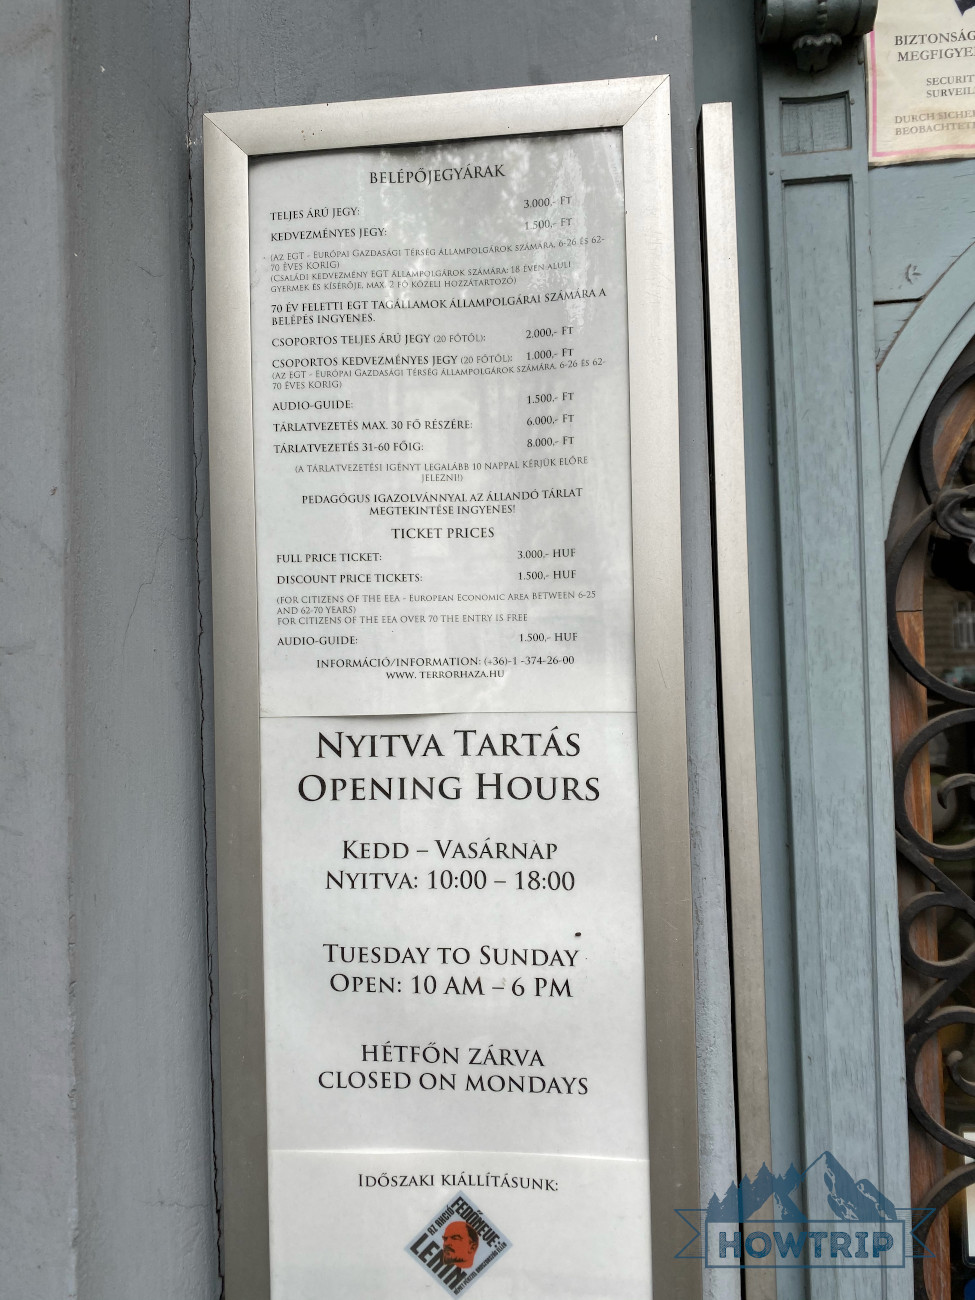 BIZTONSÁG
MEGFIGYE
SECURIT
SURVEIL
DURCH SICHE
BEOBACHTET
BELÉPŐJEGYÁRAK
TELJES ÁRÚ JEGY: 3.000,- FT
KEDVEZMÉNYES JEGY: 1.500,- FT
(AZ EGT - EURÓPAI GAZDASÁGI TÉRSÉG ÁLLAMPOLGÁROK SZÁMÁRA, 6-26 ÉS 62-
70 ÉVES KORIG)
(CSALÁDI KEDVEZMÉNY EGT ÁLLAMPOLGÁROK SZÁMÁRA: 18 ÉVEN ALULI
GYERMEK ÉS KÍSÉRŐJE, MAX. 2 FŐ KÖZELI HOZZÁTARTOZÓ)
70 ÉV FELETTI EGT TAGÁLLAMOK ÁLLAMPOLGÁRAI SZÁMÁRA A
BELÉPÉS INGYENES.
CSOPORTOS TELJES ÁRÚ JEGY (20 FŐTŐL): 2.000,- FT
CSOPORTOS KEDVEZMÉNYES JEGY (20 FŐTŐL): 1.000,- FT
(AZ EGT - EURÓPAI GAZDASÁGI TÉRSÉG ÁLLAMPOLGÁROK SZÁMÁRA, 6-26 ÉS 62-
70 ÉVES KORIG)
AUDIO-GUIDE: 1.500,- FT
TÁRLATVEZETÉS MAX. 30 FŐ RÉSZÉRE: 6.000,- FT
TÁRLATVEZETÉS 31-60 FŐIG: 8.000,- FT
(A TÁRLATVEZETÉSI IGÉNYT LEGALÁBB 10 NAPPAL KÉRJÜK ELŐRE
JELEZNI!)
PEDAGÓGUS IGAZOLVÁNNYAL AZ ÁLLANDÓ TÁRLAT
MEGTEKINTÉSE INGYENES!
TICKET PRICES
FULL PRICE TICKET: 3.000,- HUF
DISCOUNT PRICE TICKETS: 1.500,- HUF
(FOR CITIZENS OF THE EEA - EUROPEAN ECONOMIC AREA BETWEEN 6-25
AND 62-70 YEARS)
FOR CITIZENS OF THE EEA OVER 70 THE ENTRY IS FREE
AUDIO-GUIDE: 1.500,- HUF
INFORMÁCIÓ/INFORMATION: (+36)-1 -374-26-00
WWW. TERRORHAZA.HU
NYITVA TARTÁS
OPENING HOURS
KEDD – VASÁRNAP
NYITVA: 10:00 – 18:00
TUESDAY TO SUNDAY
OPEN: 10 AM – 6 PM
HÉTFŐN ZÁRVA
CLOSED ON MONDAYS
IDŐSZAKI KIÁLLÍTÁSUNK:
AZ AKCIÓ
FEDŐNEVE
LENIN
HOWTRIP